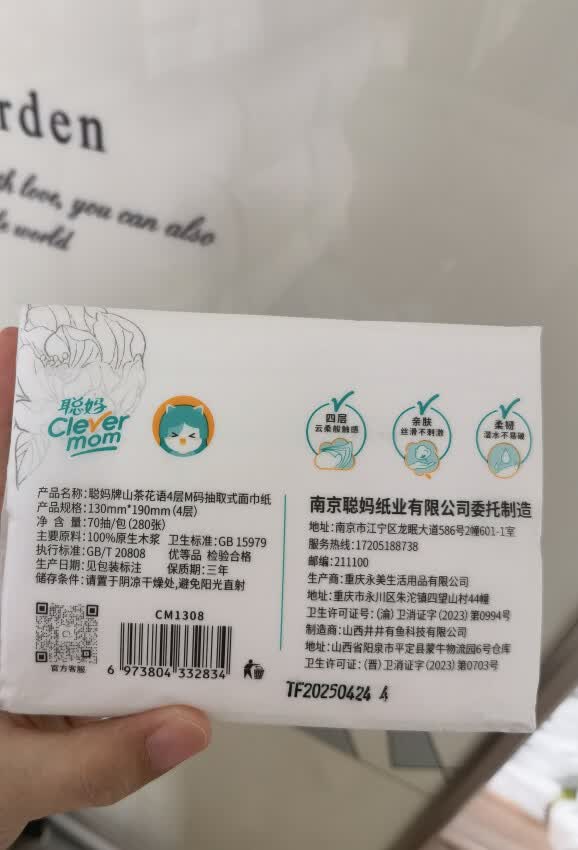 rden
love, you can also
world
聪妈
Clever
mom
四层
云柔般触感
亲肤
丝滑不刺激
柔韧
湿水不易破
产品名称:聪妈牌山茶花语4层M码抽取式面巾纸
产品规格:130mm*190mm(4层)
净 含 量:70抽/包(280张)
主要原料:100%原生木浆 卫生标准:GB 15979
执行标准:GB/T 20808 优等品 检验合格
生产日期:见包装标注 保质期:三年
储存条件:请置于阴凉干燥处,避免阳光直射
官方客服
CM1308
6 973804 332834
南京聪妈纸业有限公司委托制造
地址:南京市江宁区龙眠大道586号2幢601-1室
服务热线:17205188738
邮编:211100
生产商:重庆永美生活用品有限公司
地址:重庆市永川区朱沱镇四望山村44幢
卫生许可证号:(渝)卫消证字(2023)第0994号
制造商:山西井井有鱼科技有限公司
地址:山西省阳泉市平定县蒙牛物流园6号仓库
卫生许可证:(晋)卫消证字(2023)第0703号
TF20250424 4